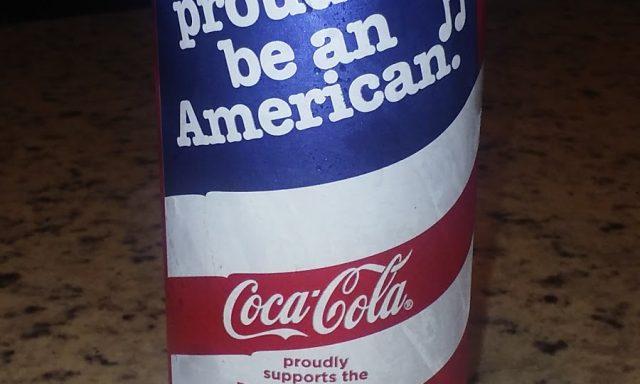 be an
American.
Coca-Cola®
proudly
supports the